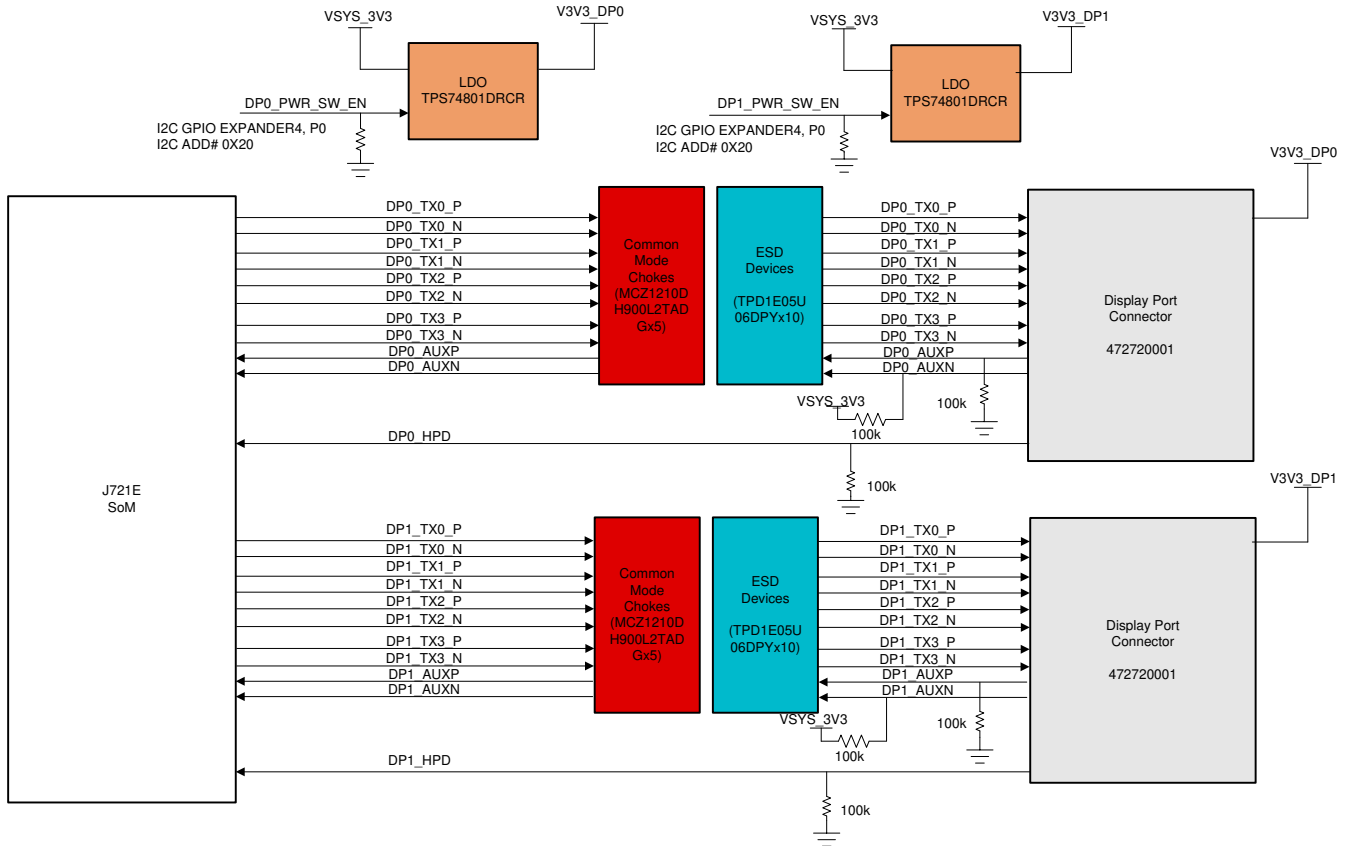 VSYS_3V3
V3V3_DP0
LDO
TPS74801DRCR
DP0_PWR_SW_EN
I2C GPIO EXPANDER4, P0
I2C ADD# 0X20
VSYS_3V3
V3V3_DP1
LDO
TPS74801DRCR
DP1_PWR_SW_EN
I2C GPIO EXPANDER4, P0
I2C ADD# 0X20
J721E
SoM
DP0_TX0_P
DP0_TX0_N
DP0_TX1_P
DP0_TX1_N
DP0_TX2_P
DP0_TX2_N
DP0_TX3_P
DP0_TX3_N
DP0_AUXP
DP0_AUXN
DP0_HPD
Common
Mode
Chokes
(MCZ1210D
H900L2TAD
Gx5)
ESD
Devices
(TPD1E05U
06DPYx10)
DP0_TX0_P
DP0_TX0_N
DP0_TX1_P
DP0_TX1_N
DP0_TX2_P
DP0_TX2_N
DP0_TX3_P
DP0_TX3_N
DP0_AUXP
DP0_AUXN
VSYS_3V3
100k
100k
100k
Display Port
Connector
472720001
V3V3_DP0
DP1_TX0_P
DP1_TX0_N
DP1_TX1_P
DP1_TX1_N
DP1_TX2_P
DP1_TX2_N
DP1_TX3_P
DP1_TX3_N
DP1_AUXP
DP1_AUXN
DP1_HPD
Common
Mode
Chokes
(MCZ1210D
H900L2TAD
Gx5)
ESD
Devices
(TPD1E05U
06DPYx10)
DP1_TX0_P
DP1_TX0_N
DP1_TX1_P
DP1_TX1_N
DP1_TX2_P
DP1_TX2_N
DP1_TX3_P
DP1_TX3_N
DP1_AUXP
DP1_AUXN
VSYS_3V3
100k
100k
100k
Display Port
Connector
472720001
V3V3_DP1